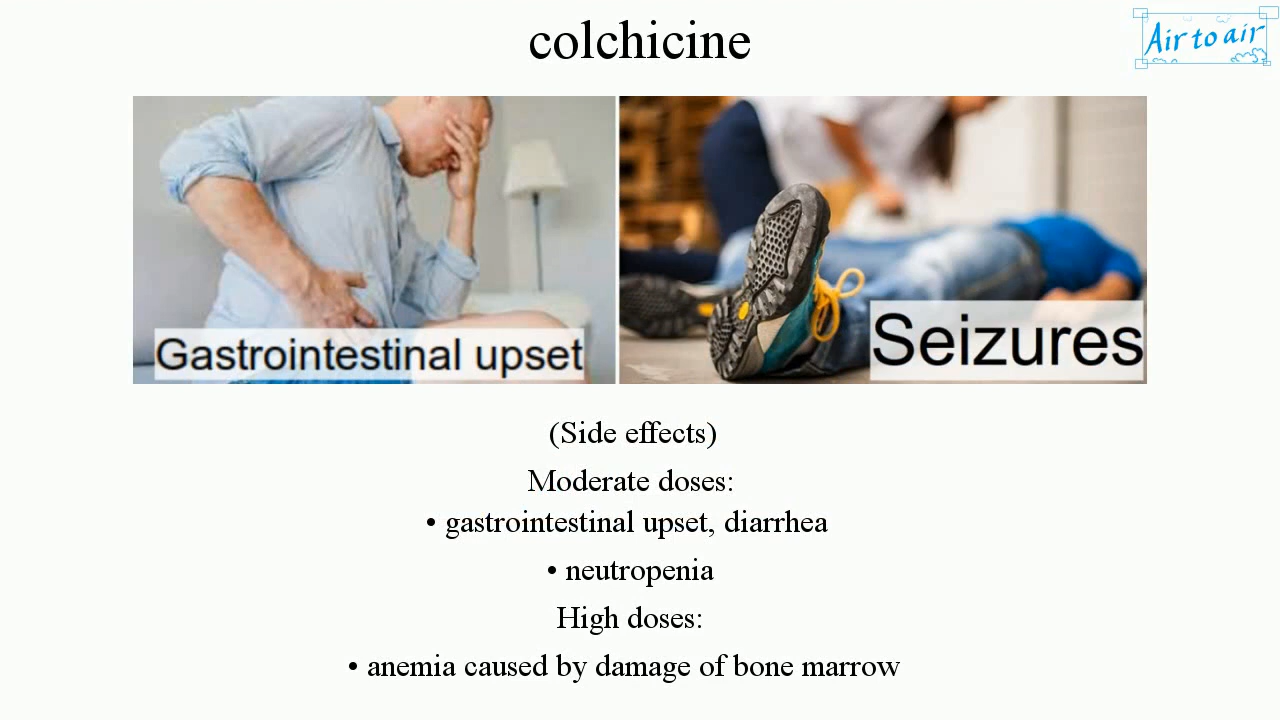 colchicine
Air to air
Gastrointestinal upset
Seizures
(Side effects)
Moderate doses:
• gastrointestinal upset, diarrhea
• neutropenia
High doses:
• anemia caused by damage of bone marrow